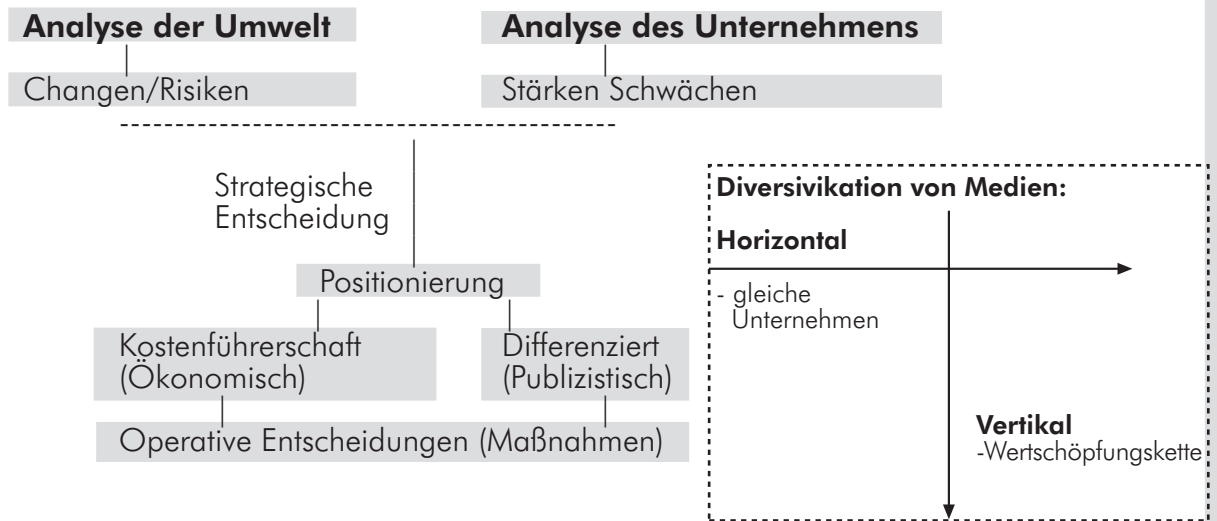 Analyse der Umwelt
Changen/Risiken
Analyse des Unternehmens
Stärken Schwächen
Strategische
Entscheidung
Positionierung
Kostenführerschaft
(Ökonomisch)
Differenziert
(Publizistisch)
Operative Entscheidungen (Maßnahmen)
Diversivikation von Medien:
Horizontal
- gleiche
Unternehmen
Vertikal
-Wertschöpfungskette